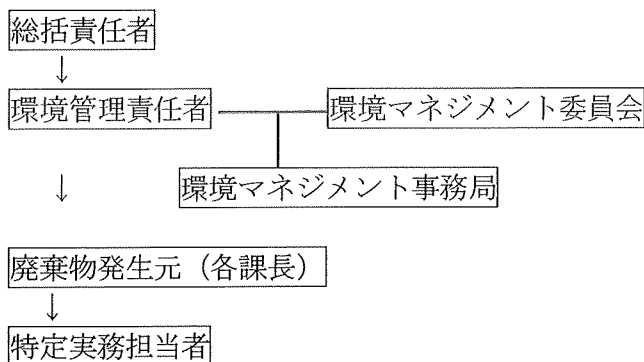 総括責任者
↓
環境管理責任者
環境マネジメント委員会
↓
環境マネジメント事務局
廃棄物発生元（各課長）
↓
特定実務担当者